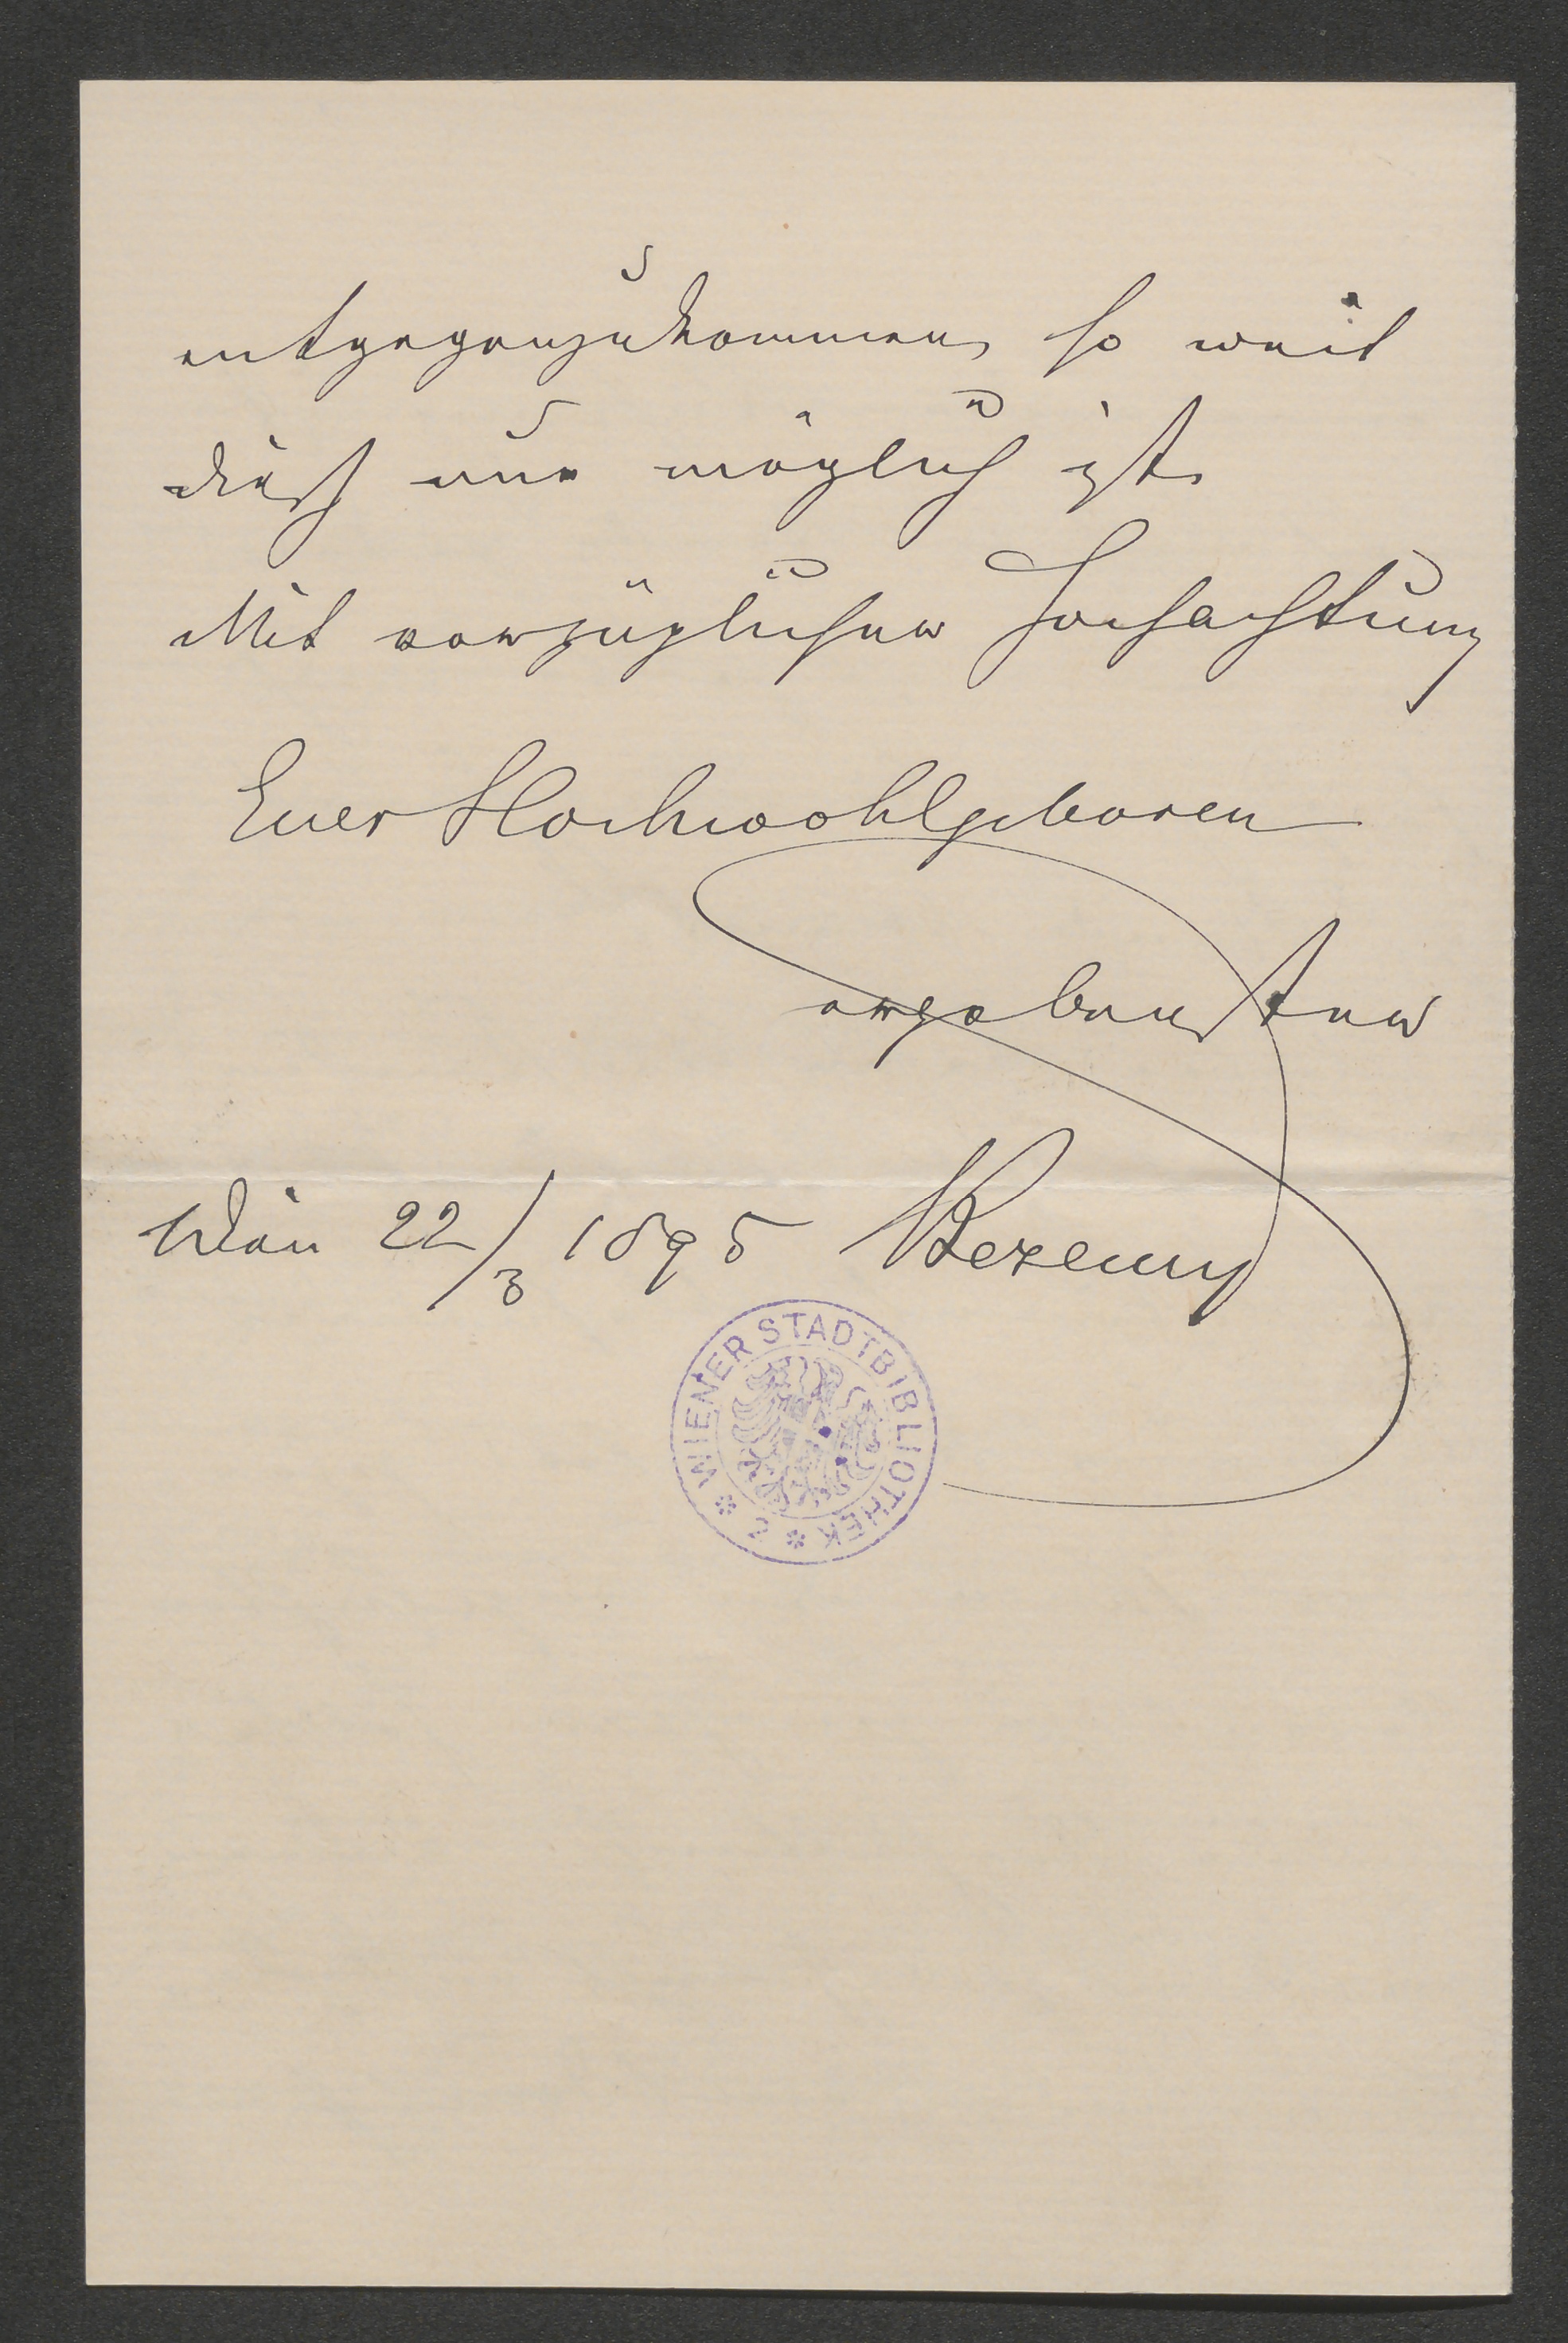 entgegenzukommen so weit
dieß nur möglich ist
Mit vorzüglicher Hochachtung
Euer Hochwohlgeboren
ergebenster
Wien 22/3 1895 Bezecny
WIENER STADTBIBLIOTHEK * 2 *